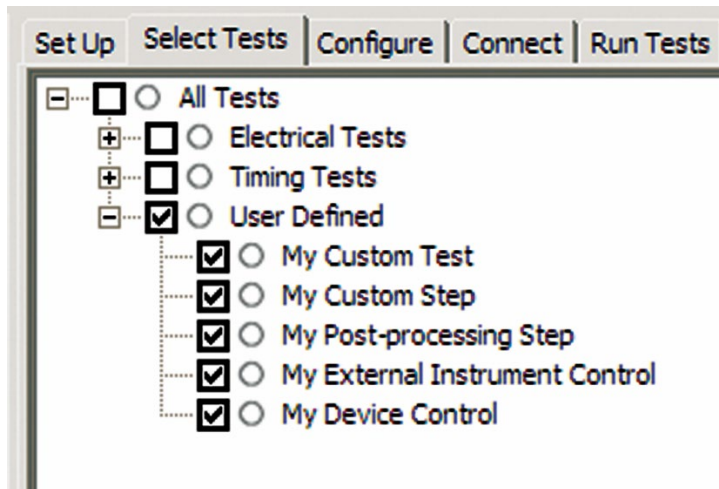 Set Up Select Tests Configure Connect Run Tests
All Tests
Electrical Tests
Timing Tests
User Defined
My Custom Test
My Custom Step
My Post-processing Step
My External Instrument Control
My Device Control